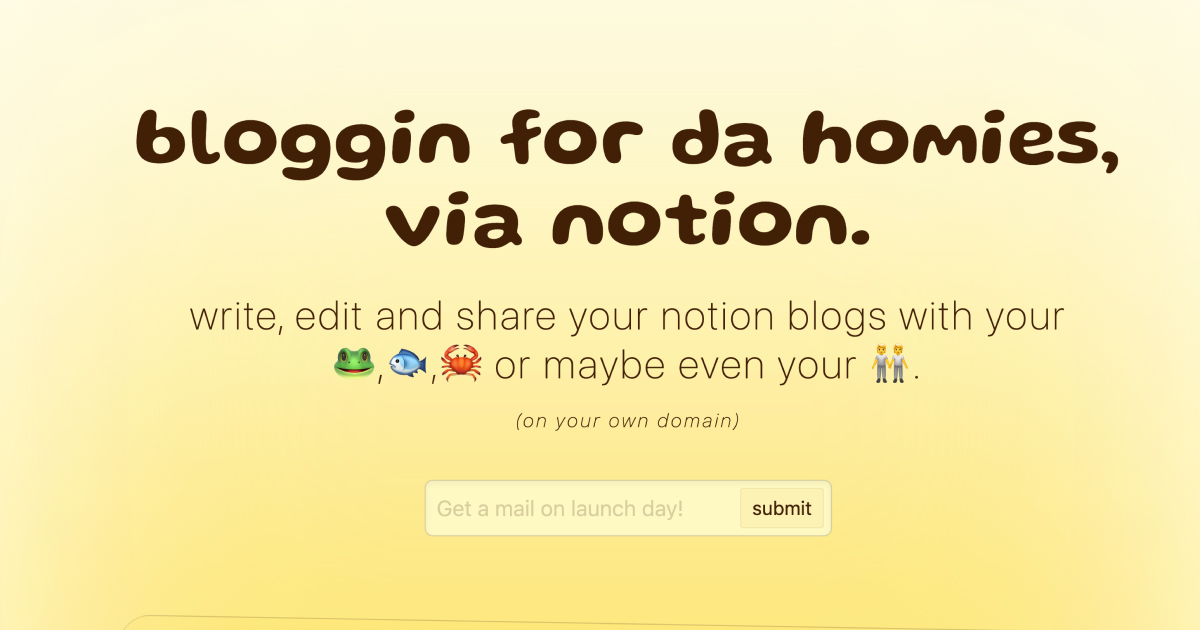 bloggin for da homies,
via notion.
write, edit and share your notion blogs with your
🐸,🐟,🦀 or maybe even your 👬.
(on your own domain)
Get a mail on launch day! submit